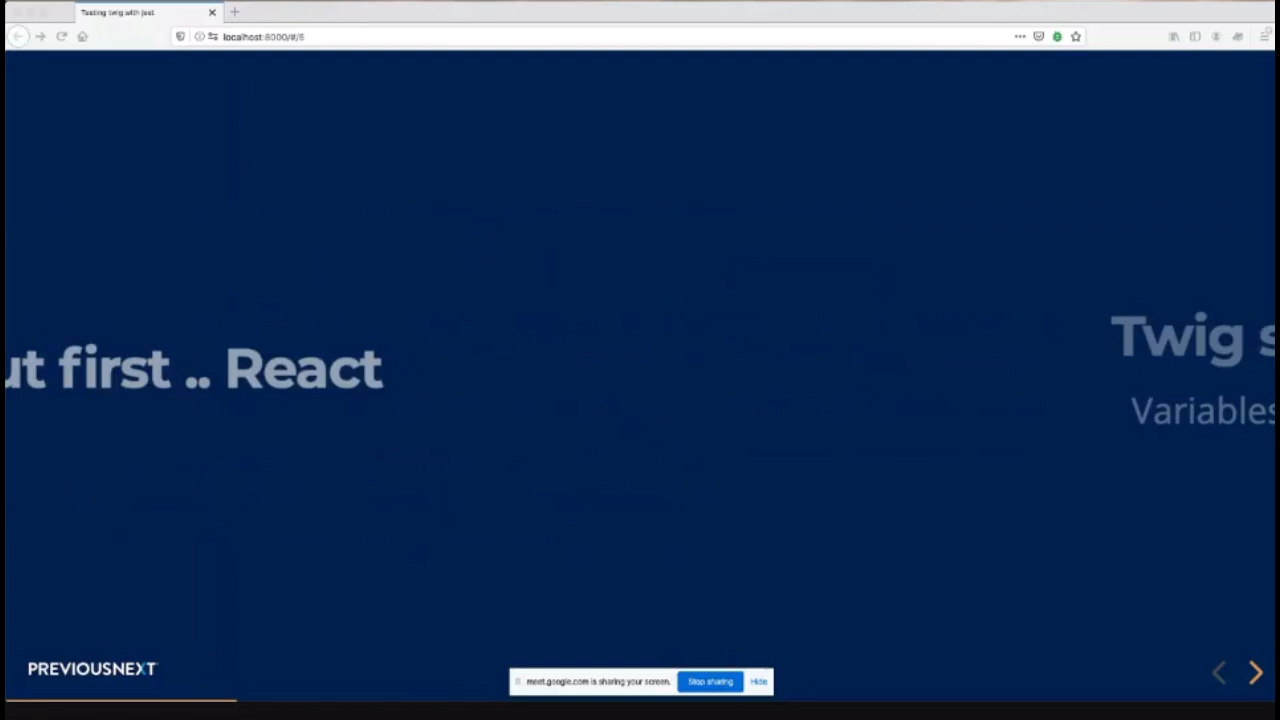 Testing twig with jest
localhost:8000/#/6
ut first .. React
Twig s
Variables
PREVIOUSNEXT
meet.google.com is sharing your screen. Stop sharing Hide